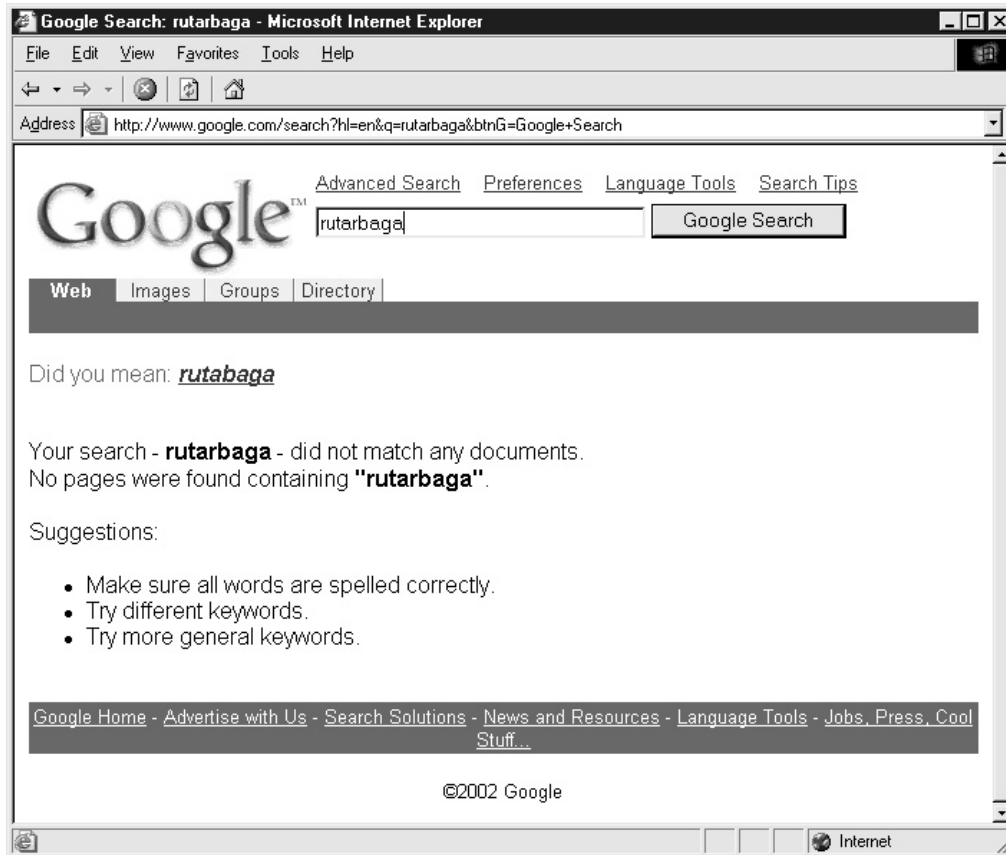 Google Search: rutarbaga - Microsoft Internet Explorer
File Edit View Favorites Tools Help
Address http://www.google.com/search?hl=en&q=rutarbaga&btnG=Google+Search
Advanced Search Preferences Language Tools Search Tips
Google™ rutarbaga Google Search
Web Images Groups Directory
Did you mean: rutabaga
Your search - rutarbaga - did not match any documents.
No pages were found containing "rutarbaga".
Suggestions:
• Make sure all words are spelled correctly.
• Try different keywords.
• Try more general keywords.
Google Home - Advertise with Us - Search Solutions - News and Resources - Language Tools - Jobs, Press, Cool
Stuff...
©2002 Google
Internet